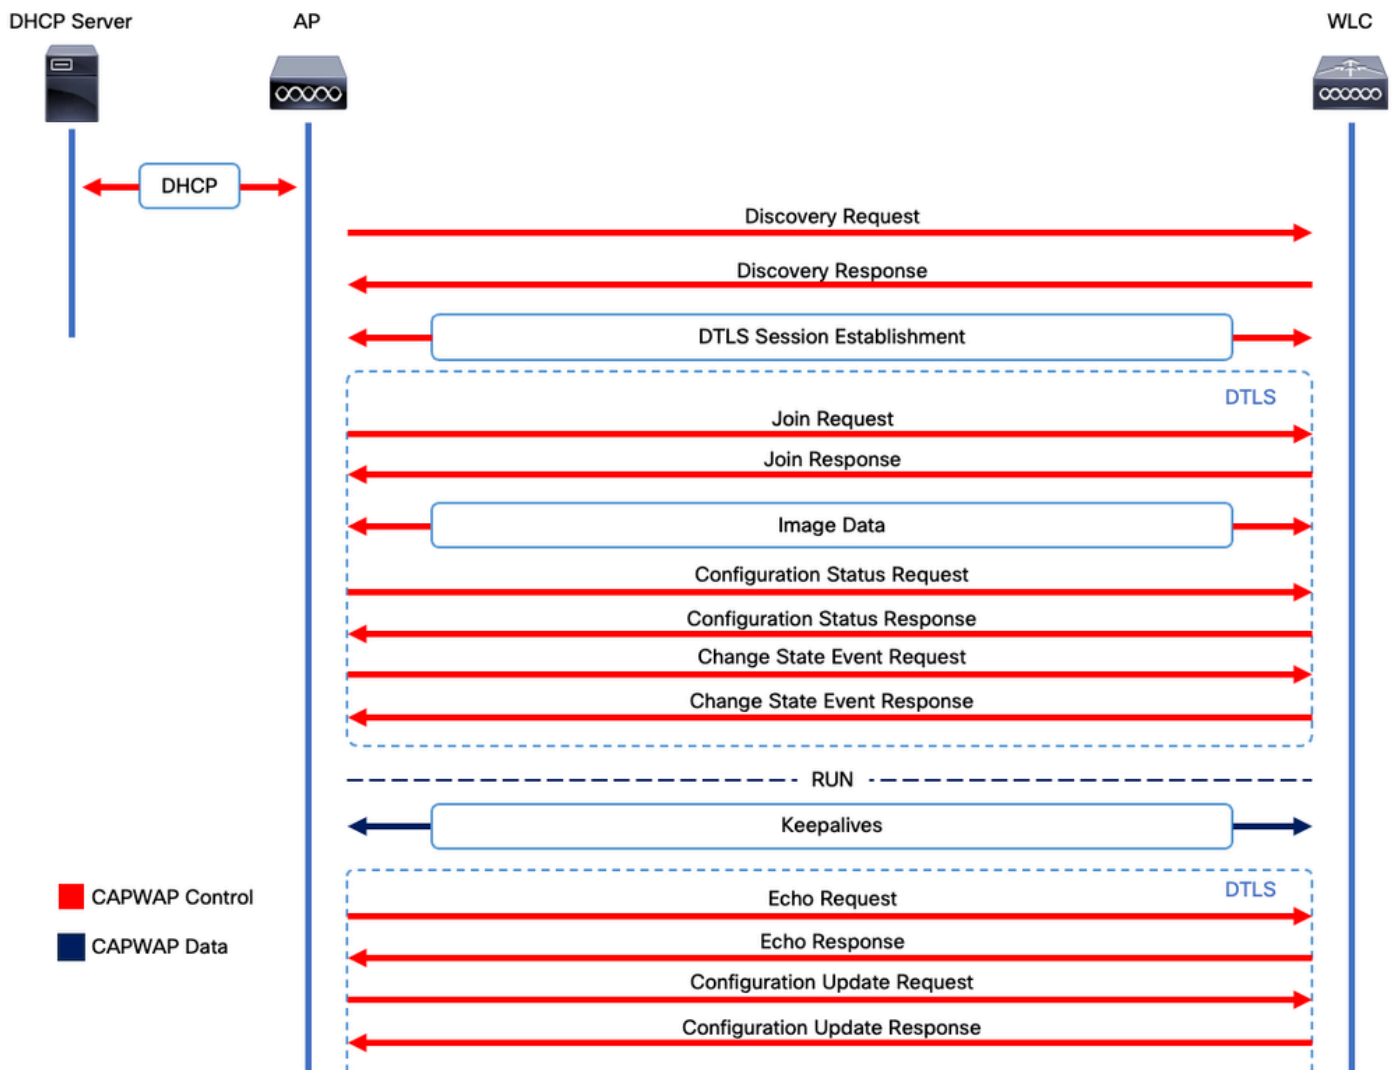 DHCP Server
AP
WLC
DHCP
Discovery Request
Discovery Response
DTLS Session Establishment
DTLS
Join Request
Join Response
Image Data
Configuration Status Request
Configuration Status Response
Change State Event Request
Change State Event Response
RUN
Keepalives
CAPWAP Control
CAPWAP Data
DTLS
Echo Request
Echo Response
Configuration Update Request
Configuration Update Response